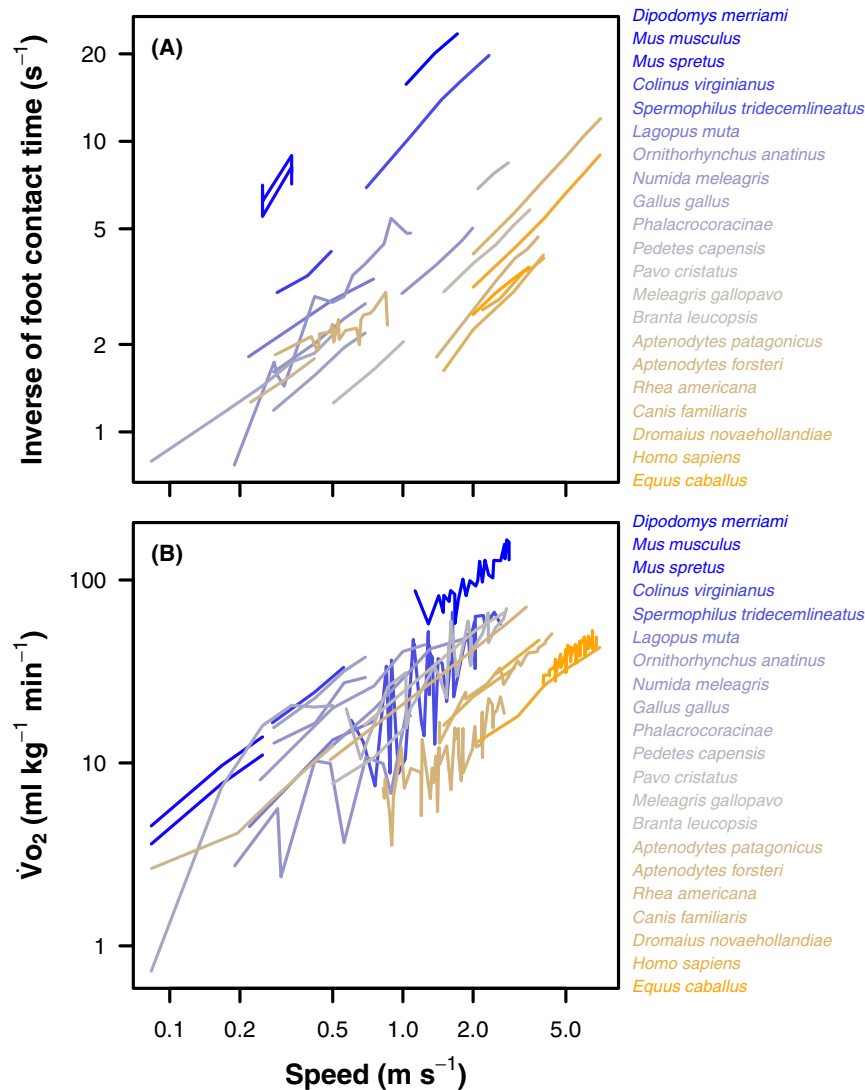 (A)
Inverse of foot contact time (s⁻¹)
20
10
5
2
1
Dipodomys merriami
Mus musculus
Mus spretus
Colinus virginianus
Spermophilus tridecemlineatus
Lagopus muta
Ornithorhynchus anatinus
Numida meleagris
Gallus gallus
Phalacrocoracinae
Pedetes capensis
Pavo cristatus
Meleagris gallopavo
Branta leucopsis
Aptenodytes patagonicus
Aptenodytes forsteri
Rhea americana
Canis familiaris
Dromaius novaehollandiae
Homo sapiens
Equus caballus
(B)
V̇o₂ (ml kg⁻¹ min⁻¹)
100
10
1
Dipodomys merriami
Mus musculus
Mus spretus
Colinus virginianus
Spermophilus tridecemlineatus
Lagopus muta
Ornithorhynchus anatinus
Numida meleagris
Gallus gallus
Phalacrocoracinae
Pedetes capensis
Pavo cristatus
Meleagris gallopavo
Branta leucopsis
Aptenodytes patagonicus
Aptenodytes forsteri
Rhea americana
Canis familiaris
Dromaius novaehollandiae
Homo sapiens
Equus caballus
0.1 0.2 0.5 1.0 2.0 5.0
Speed (m s⁻¹)